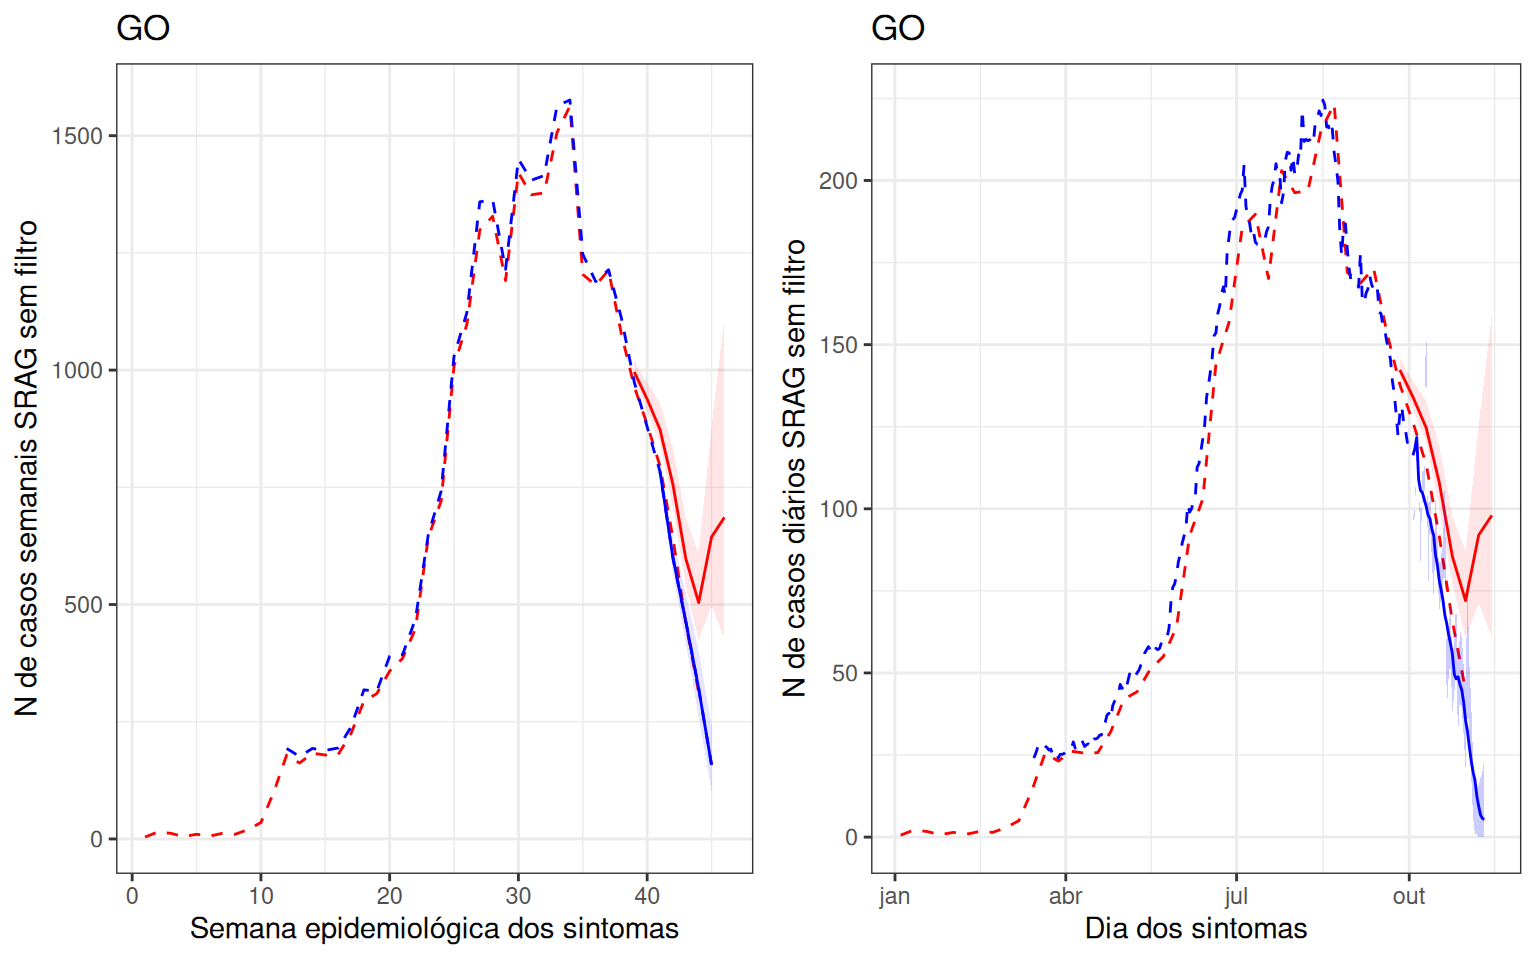 GO
N de casos semanais SRAG sem filtro
1500
1000
500
0
0 10 20 30 40
Semana epidemiológica dos sintomas
GO
N de casos diários SRAG sem filtro
200
150
100
50
0
jan abr jul out
Dia dos sintomas